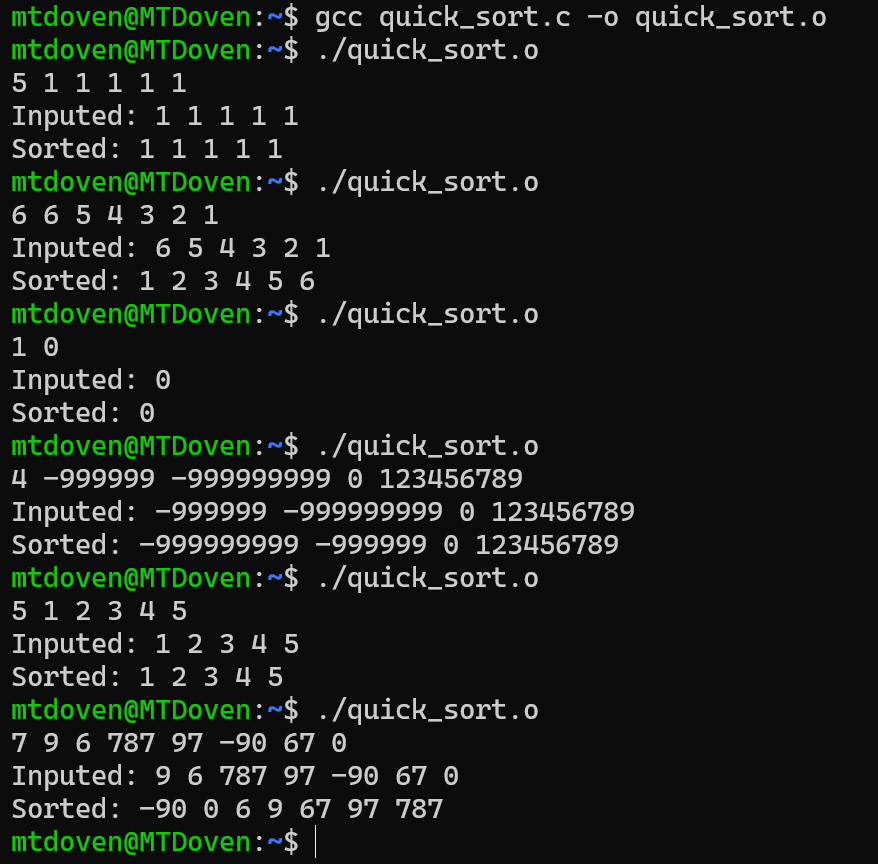 mtdoven@MTDoven:~$ gcc quick_sort.c -o quick_sort.o
mtdoven@MTDoven:~$ ./quick_sort.o
5 1 1 1 1 1
Inputed: 1 1 1 1 1
Sorted: 1 1 1 1 1
mtdoven@MTDoven:~$ ./quick_sort.o
6 6 5 4 3 2 1
Inputed: 6 5 4 3 2 1
Sorted: 1 2 3 4 5 6
mtdoven@MTDoven:~$ ./quick_sort.o
1 0
Inputed: 0
Sorted: 0
mtdoven@MTDoven:~$ ./quick_sort.o
4 -999999 -999999999 0 123456789
Inputed: -999999 -999999999 0 123456789
Sorted: -999999999 -999999 0 123456789
mtdoven@MTDoven:~$ ./quick_sort.o
5 1 2 3 4 5
Inputed: 1 2 3 4 5
Sorted: 1 2 3 4 5
mtdoven@MTDoven:~$ ./quick_sort.o
7 9 6 787 97 -90 67 0
Inputed: 9 6 787 97 -90 67 0
Sorted: -90 0 6 9 67 97 787
mtdoven@MTDoven:~$